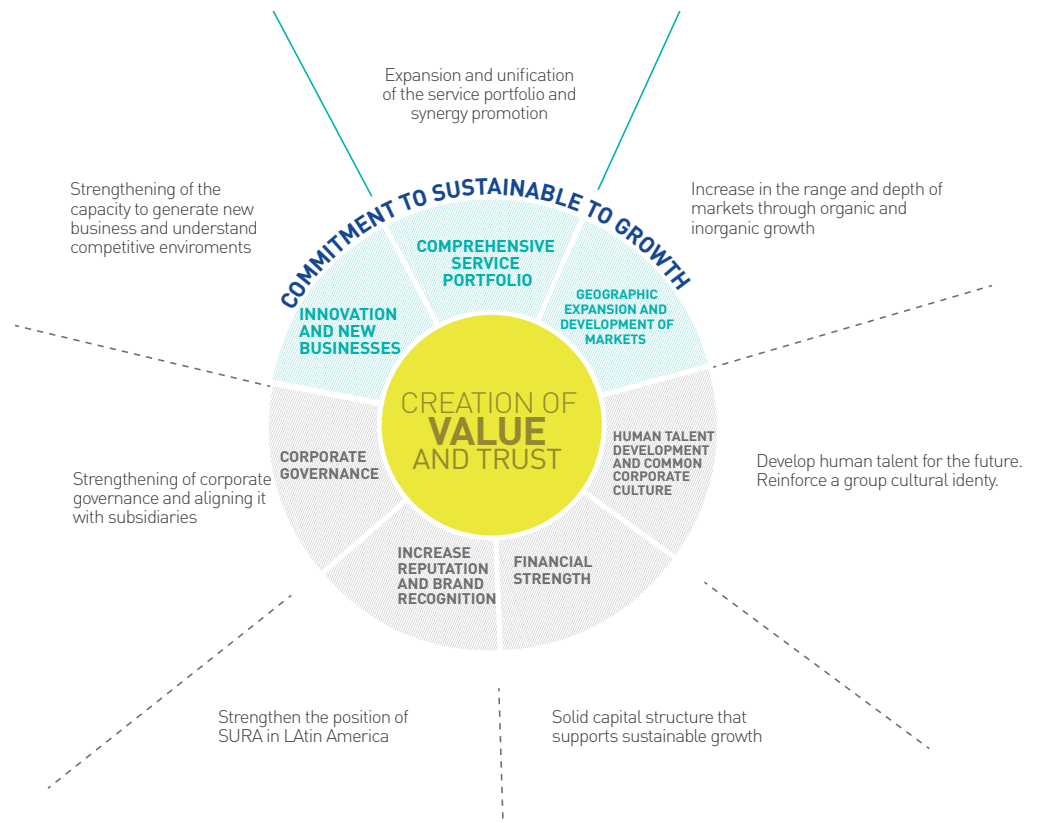 Expansion and unification
of the service portfolio and
synergy promotion
Strengthening of the
capacity to generate new
business and understand
competitive enviroments
Increase in the range and depth of
markets through organic and
inorganic growth
COMMITMENT TO SUSTAINABLE TO GROWTH
COMPREHENSIVE
SERVICE
PORTFOLIO
INNOVATION
AND NEW
BUSINESSES
GEOGRAPHIC
EXPANSION AND
DEVELOPMENT OF
MARKETS
CREATION OF
VALUE
AND TRUST
CORPORATE
GOVERNANCE
HUMAN TALENT
DEVELOPMENT
AND COMMON
CORPORATE
CULTURE
Strengthening of corporate
governance and aligning it
with subsidiaries
Develop human talent for the future.
Reinforce a group cultural identy.
INCREASE
REPUTATION
AND BRAND
RECOGNITION
FINANCIAL
STRENGTH
Strengthen the position of
SURA in LAtin America
Solid capital structure that
supports sustainable growth